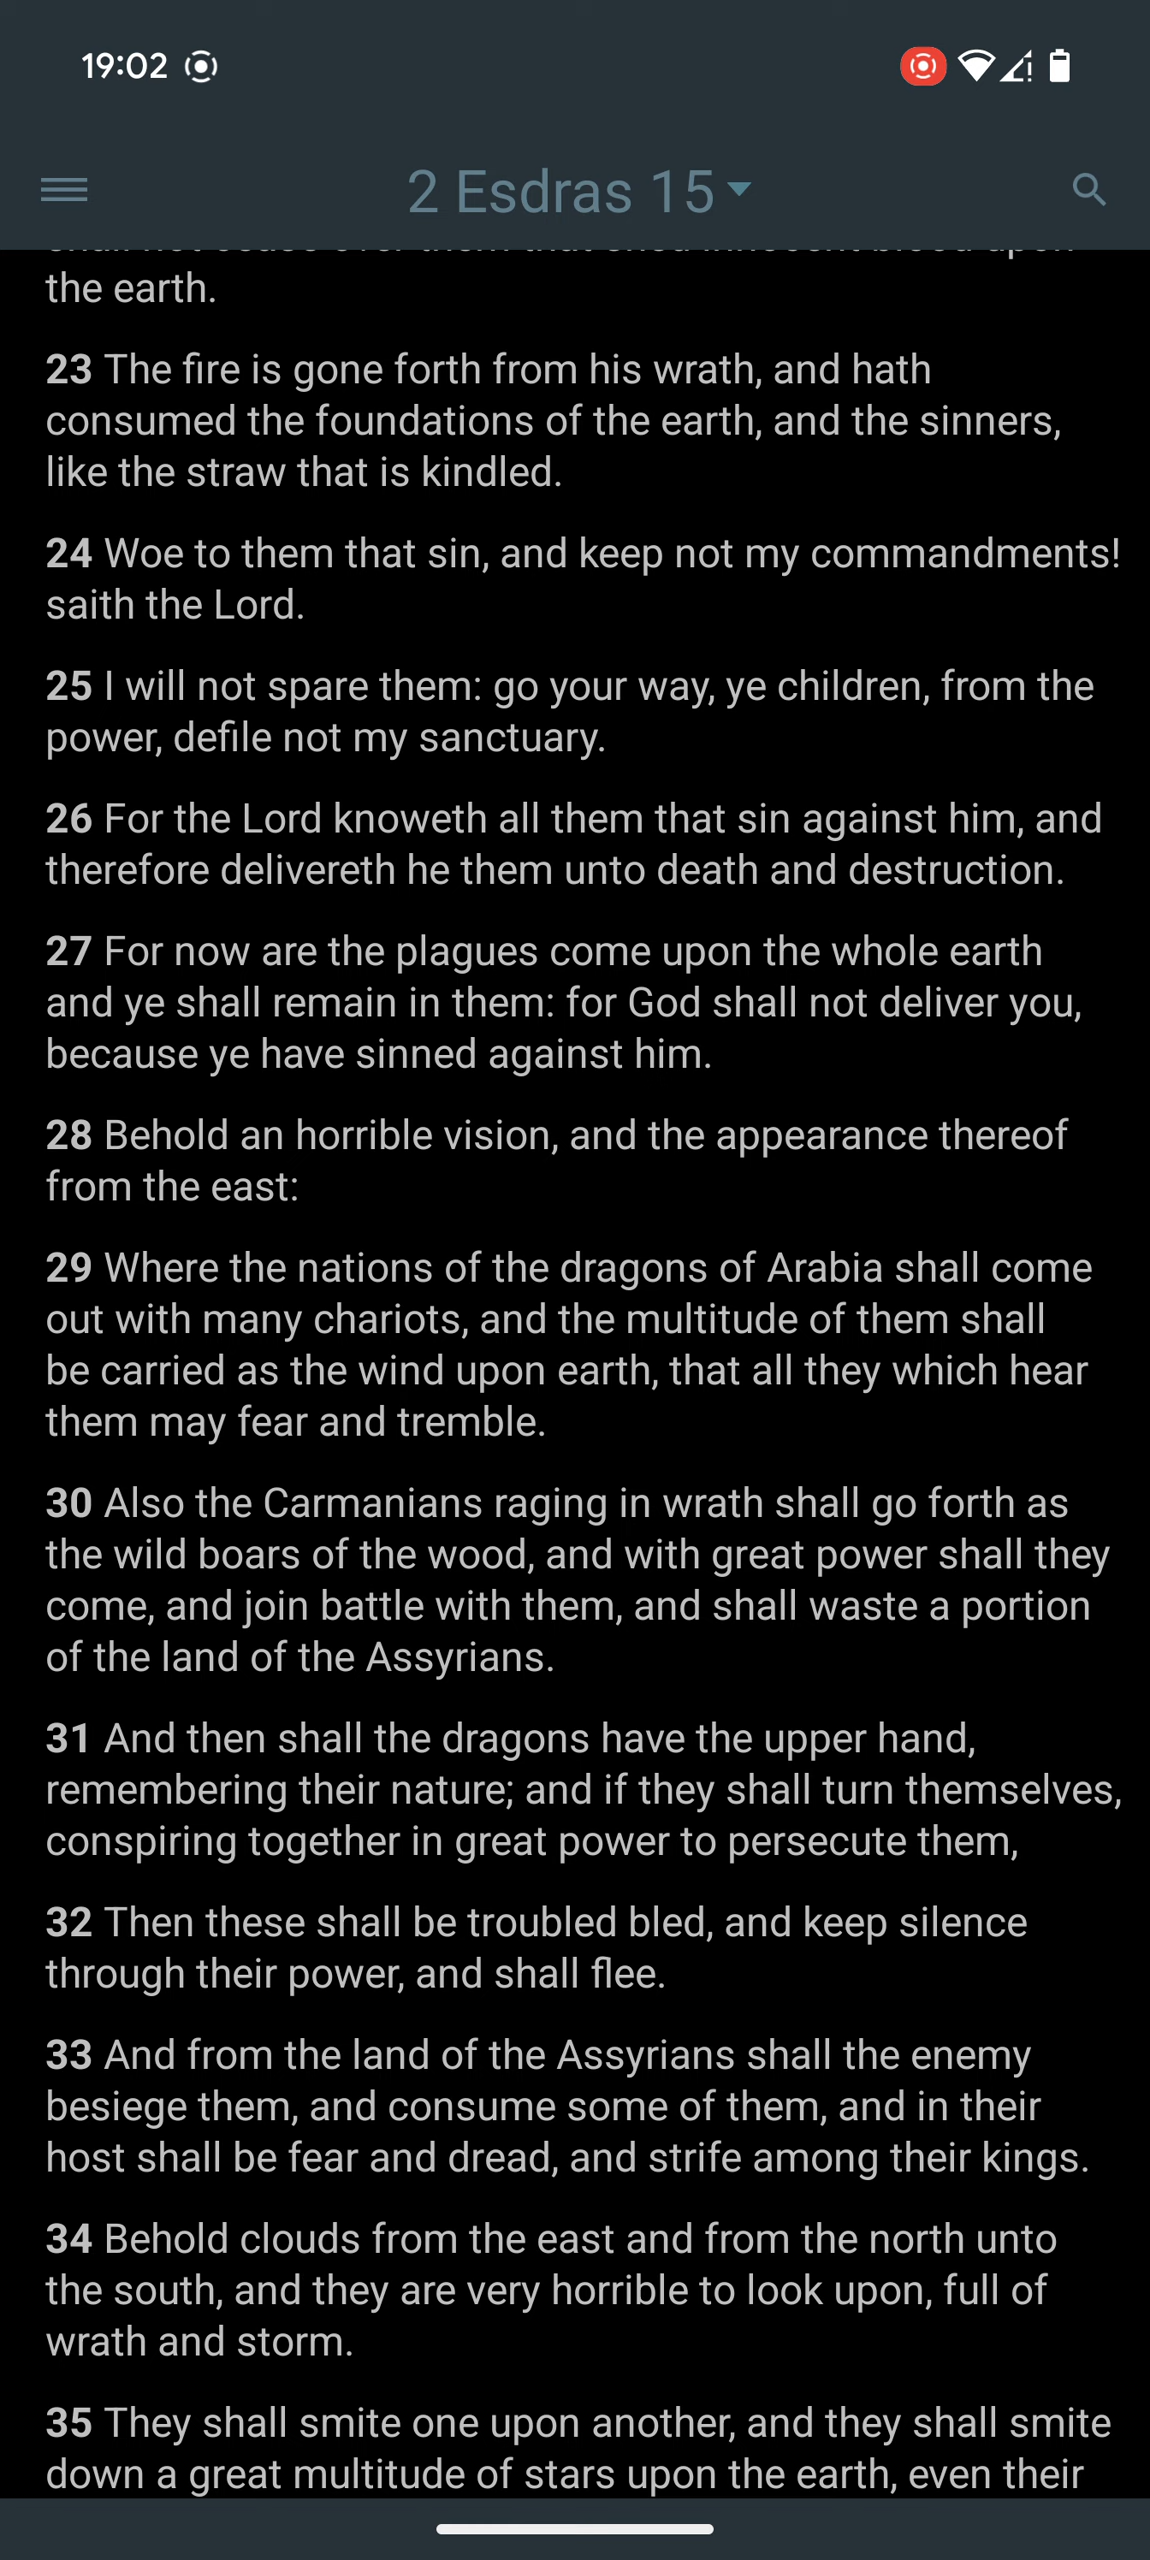 19:02
2 Esdras 15
the earth.
23 The fire is gone forth from his wrath, and hath
consumed the foundations of the earth, and the sinners,
like the straw that is kindled.
24 Woe to them that sin, and keep not my commandments!
saith the Lord.
25 I will not spare them: go your way, ye children, from the
power, defile not my sanctuary.
26 For the Lord knoweth all them that sin against him, and
therefore delivereth he them unto death and destruction.
27 For now are the plagues come upon the whole earth
and ye shall remain in them: for God shall not deliver you,
because ye have sinned against him.
28 Behold an horrible vision, and the appearance thereof
from the east:
29 Where the nations of the dragons of Arabia shall come
out with many chariots, and the multitude of them shall
be carried as the wind upon earth, that all they which hear
them may fear and tremble.
30 Also the Carmanians raging in wrath shall go forth as
the wild boars of the wood, and with great power shall they
come, and join battle with them, and shall waste a portion
of the land of the Assyrians.
31 And then shall the dragons have the upper hand,
remembering their nature; and if they shall turn themselves,
conspiring together in great power to persecute them,
32 Then these shall be troubled bled, and keep silence
through their power, and shall flee.
33 And from the land of the Assyrians shall the enemy
besiege them, and consume some of them, and in their
host shall be fear and dread, and strife among their kings.
34 Behold clouds from the east and from the north unto
the south, and they are very horrible to look upon, full of
wrath and storm.
35 They shall smite one upon another, and they shall smite
down a great multitude of stars upon the earth, even their